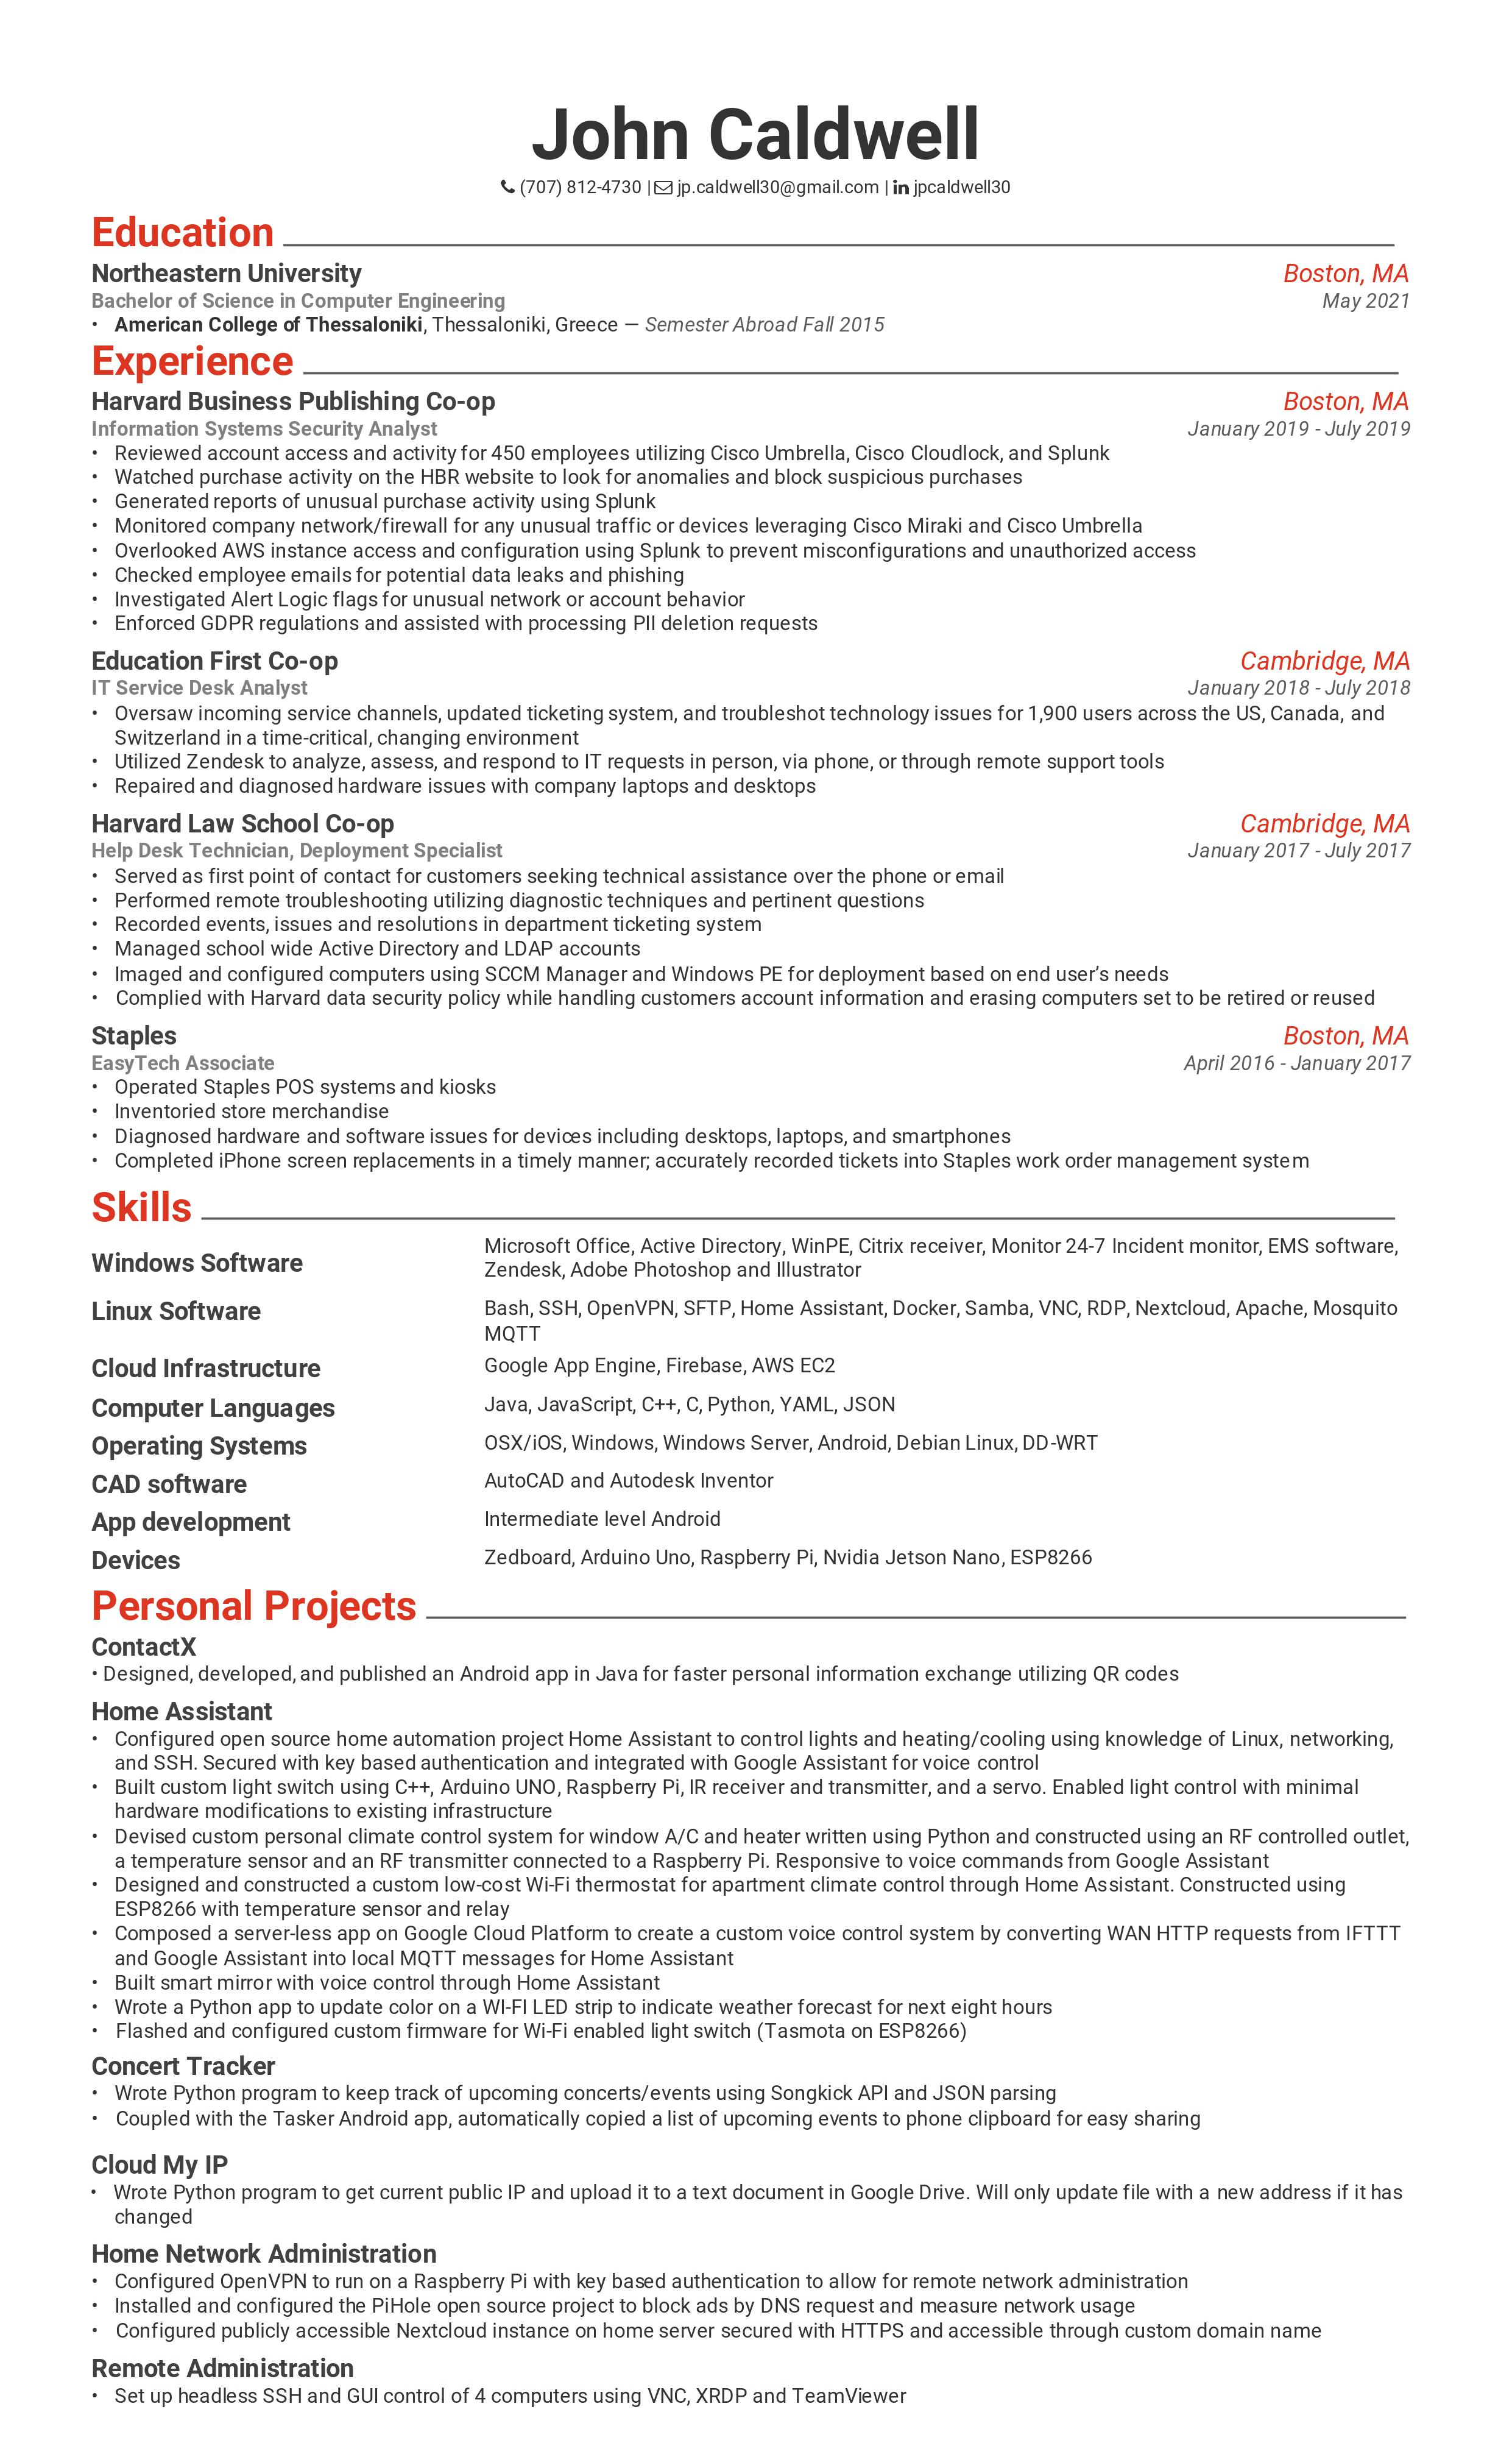 John Caldwell
(707) 812-4730 | jp.caldwell30@gmail.com | jpcaldwell30
Education
Northeastern University Boston, MA
Bachelor of Science in Computer Engineering May 2021
• American College of Thessaloniki, Thessaloniki, Greece — Semester Abroad Fall 2015
Experience
Harvard Business Publishing Co-op Boston, MA
Information Systems Security Analyst January 2019 - July 2019
• Reviewed account access and activity for 450 employees utilizing Cisco Umbrella, Cisco Cloudlock, and Splunk
• Watched purchase activity on the HBR website to look for anomalies and block suspicious purchases
• Generated reports of unusual purchase activity using Splunk
• Monitored company network/firewall for any unusual traffic or devices leveraging Cisco Miraki and Cisco Umbrella
• Overlooked AWS instance access and configuration using Splunk to prevent misconfigurations and unauthorized access
• Checked employee emails for potential data leaks and phishing
• Investigated Alert Logic flags for unusual network or account behavior
• Enforced GDPR regulations and assisted with processing PII deletion requests
Education First Co-op Cambridge, MA
IT Service Desk Analyst January 2018 - July 2018
• Oversaw incoming service channels, updated ticketing system, and troubleshot technology issues for 1,900 users across the US, Canada, and
Switzerland in a time-critical, changing environment
• Utilized Zendesk to analyze, assess, and respond to IT requests in person, via phone, or through remote support tools
• Repaired and diagnosed hardware issues with company laptops and desktops
Harvard Law School Co-op Cambridge, MA
Help Desk Technician, Deployment Specialist January 2017 - July 2017
• Served as first point of contact for customers seeking technical assistance over the phone or email
• Performed remote troubleshooting utilizing diagnostic techniques and pertinent questions
• Recorded events, issues and resolutions in department ticketing system
• Managed school wide Active Directory and LDAP accounts
• Imaged and configured computers using SCCM Manager and Windows PE for deployment based on end user’s needs
• Complied with Harvard data security policy while handling customers account information and erasing computers set to be retired or reused
Staples Boston, MA
EasyTech Associate April 2016 - January 2017
• Operated Staples POS systems and kiosks
• Inventoried store merchandise
• Diagnosed hardware and software issues for devices including desktops, laptops, and smartphones
• Completed iPhone screen replacements in a timely manner; accurately recorded tickets into Staples work order management system
Skills
Windows Software Microsoft Office, Active Directory, WinPE, Citrix receiver, Monitor 24-7 Incident monitor, EMS software,
Zendesk, Adobe Photoshop and Illustrator
Linux Software Bash, SSH, OpenVPN, SFTP, Home Assistant, Docker, Samba, VNC, RDP, Nextcloud, Apache, Mosquito
MQTT
Cloud Infrastructure Google App Engine, Firebase, AWS EC2
Computer Languages Java, JavaScript, C++, C, Python, YAML, JSON
Operating Systems OSX/iOS, Windows, Windows Server, Android, Debian Linux, DD-WRT
CAD software AutoCAD and Autodesk Inventor
App development Intermediate level Android
Devices Zedboard, Arduino Uno, Raspberry Pi, Nvidia Jetson Nano, ESP8266
Personal Projects
ContactX
• Designed, developed, and published an Android app in Java for faster personal information exchange utilizing QR codes
Home Assistant
• Configured open source home automation project Home Assistant to control lights and heating/cooling using knowledge of Linux, networking,
and SSH. Secured with key based authentication and integrated with Google Assistant for voice control
• Built custom light switch using C++, Arduino UNO, Raspberry Pi, IR receiver and transmitter, and a servo. Enabled light control with minimal
hardware modifications to existing infrastructure
• Devised custom personal climate control system for window A/C and heater written using Python and constructed using an RF controlled outlet,
a temperature sensor and an RF transmitter connected to a Raspberry Pi. Responsive to voice commands from Google Assistant
• Designed and constructed a custom low-cost Wi-Fi thermostat for apartment climate control through Home Assistant. Constructed using
ESP8266 with temperature sensor and relay
• Composed a server-less app on Google Cloud Platform to create a custom voice control system by converting WAN HTTP requests from IFTTT
and Google Assistant into local MQTT messages for Home Assistant
• Built smart mirror with voice control through Home Assistant
• Wrote a Python app to update color on a WI-FI LED strip to indicate weather forecast for next eight hours
• Flashed and configured custom firmware for Wi-Fi enabled light switch (Tasmota on ESP8266)
Concert Tracker
• Wrote Python program to keep track of upcoming concerts/events using Songkick API and JSON parsing
• Coupled with the Tasker Android app, automatically copied a list of upcoming events to phone clipboard for easy sharing
Cloud My IP
• Wrote Python program to get current public IP and upload it to a text document in Google Drive. Will only update file with a new address if it has
changed
Home Network Administration
• Configured OpenVPN to run on a Raspberry Pi with key based authentication to allow for remote network administration
• Installed and configured the PiHole open source project to block ads by DNS request and measure network usage
• Configured publicly accessible Nextcloud instance on home server secured with HTTPS and accessible through custom domain name
Remote Administration
• Set up headless SSH and GUI control of 4 computers using VNC, XRDP and TeamViewer